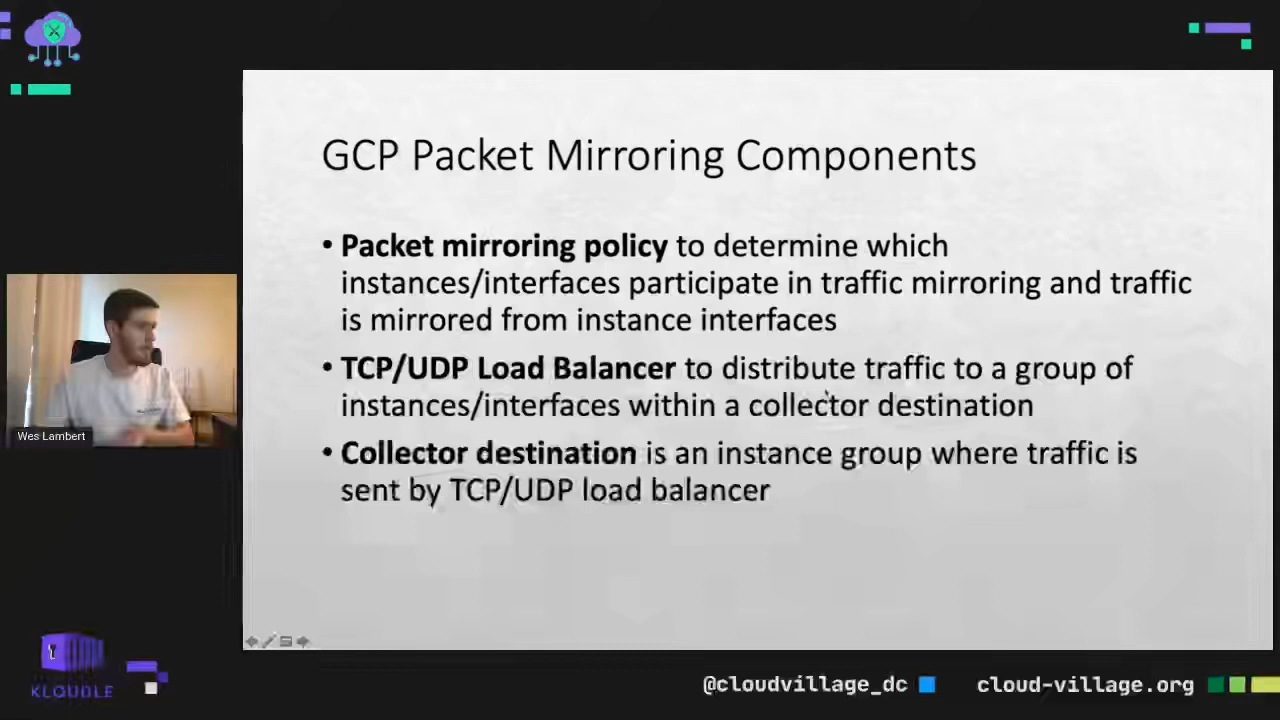 GCP Packet Mirroring Components
• Packet mirroring policy to determine which
instances/interfaces participate in traffic mirroring and traffic
is mirrored from instance interfaces
• TCP/UDP Load Balancer to distribute traffic to a group of
instances/interfaces within a collector destination
• Collector destination is an instance group where traffic is
sent by TCP/UDP load balancer
Wes Lambert
KLOUDLE
@cloudvillage_dc
cloud-village.org